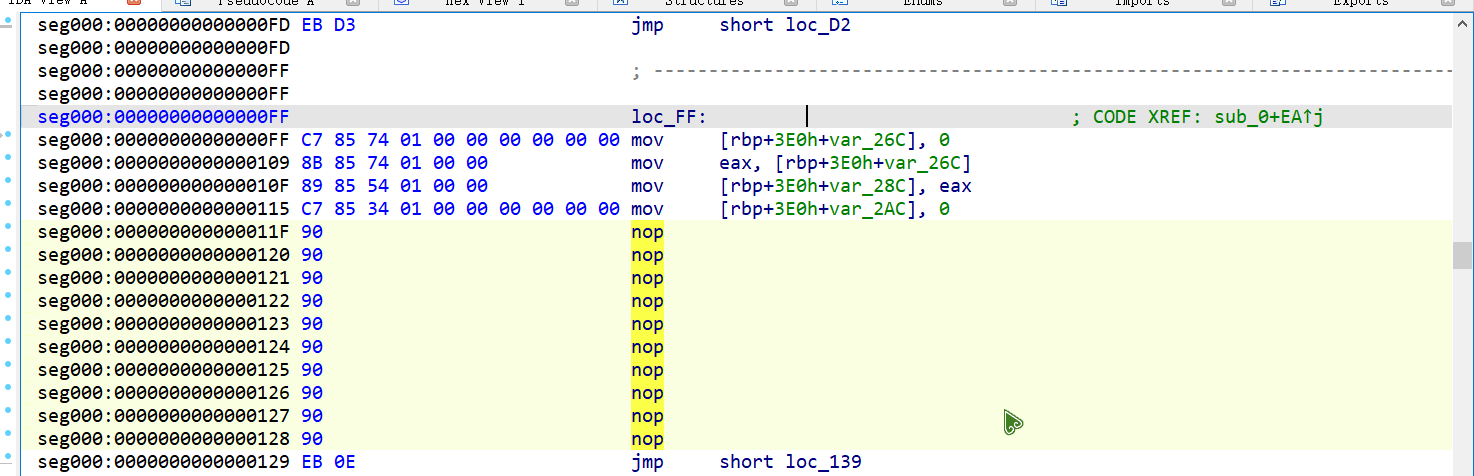 IDA View-A Pseudocode-A Hex View-1 Structures Enums Imports Exports
seg000:00000000000000FD EB D3 jmp short loc_D2
seg000:00000000000000FD
seg000:00000000000000FF ; ---------------------------------------------------------------------------
seg000:00000000000000FF
seg000:00000000000000FF loc_FF: ; CODE XREF: sub_0+EA↑j
seg000:00000000000000FF C7 85 74 01 00 00 00 00 00 00 mov [rbp+3E0h+var_26C], 0
seg000:0000000000000109 8B 85 74 01 00 00 mov eax, [rbp+3E0h+var_26C]
seg000:000000000000010F 89 85 54 01 00 00 mov [rbp+3E0h+var_28C], eax
seg000:0000000000000115 C7 85 34 01 00 00 00 00 00 00 mov [rbp+3E0h+var_2AC], 0
seg000:000000000000011F 90 nop
seg000:0000000000000120 90 nop
seg000:0000000000000121 90 nop
seg000:0000000000000122 90 nop
seg000:0000000000000123 90 nop
seg000:0000000000000124 90 nop
seg000:0000000000000125 90 nop
seg000:0000000000000126 90 nop
seg000:0000000000000127 90 nop
seg000:0000000000000128 90 nop
seg000:0000000000000129 EB 0E jmp short loc_139